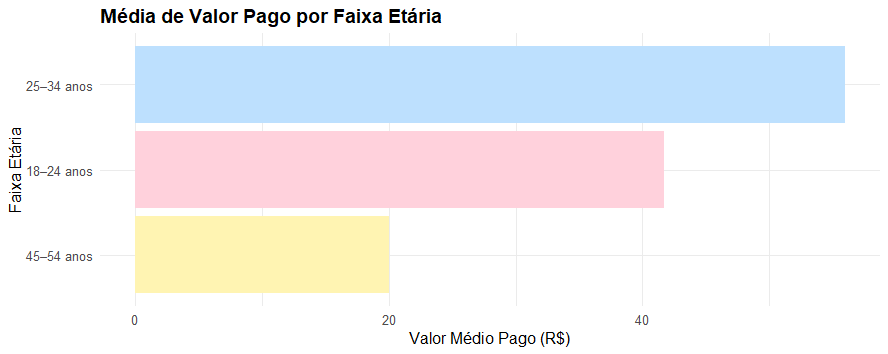 Média de Valor Pago por Faixa Etária
Faixa Etária
25–34 anos
18–24 anos
45–54 anos
0
20
40
Valor Médio Pago (R$)